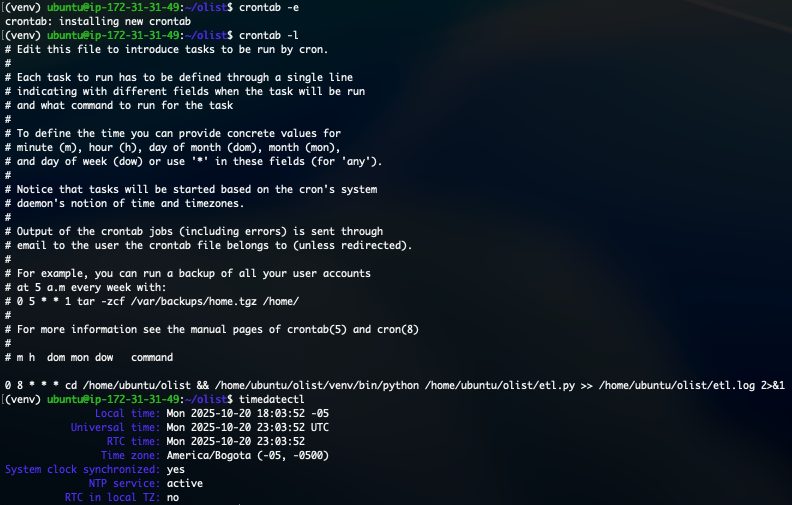 (venv) ubuntu@ip-172-31-31-49:~/olist$ crontab -e
crontab: installing new crontab
(venv) ubuntu@ip-172-31-31-49:~/olist$ crontab -l
# Edit this file to introduce tasks to be run by cron.
#
# Each task to run has to be defined through a single line
# indicating with different fields when the task will be run
# and what command to run for the task
#
# To define the time you can provide concrete values for
# minute (m), hour (h), day of month (dom), month (mon),
# and day of week (dow) or use '*' in these fields (for 'any').
#
# Notice that tasks will be started based on the cron's system
# daemon's notion of time and timezones.
#
# Output of the crontab jobs (including errors) is sent through
# email to the user the crontab file belongs to (unless redirected).
#
# For example, you can run a backup of all your user accounts
# at 5 a.m every week with:
# 0 5 * * 1 tar -zcf /var/backups/home.tgz /home/
#
# For more information see the manual pages of crontab(5) and cron(8)
#
# m h  dom mon dow   command

0 8 * * * cd /home/ubuntu/olist && /home/ubuntu/olist/venv/bin/python /home/ubuntu/olist/etl.py >> /home/ubuntu/olist/etl.log 2>&1
(venv) ubuntu@ip-172-31-31-49:~/olist$ timedatectl
Local time: Mon 2025-10-20 18:03:52 -05
Universal time: Mon 2025-10-20 23:03:52 UTC
RTC time: Mon 2025-10-20 23:03:52
Time zone: America/Bogota (-05, -0500)
System clock synchronized: yes
NTP service: active
RTC in local TZ: no